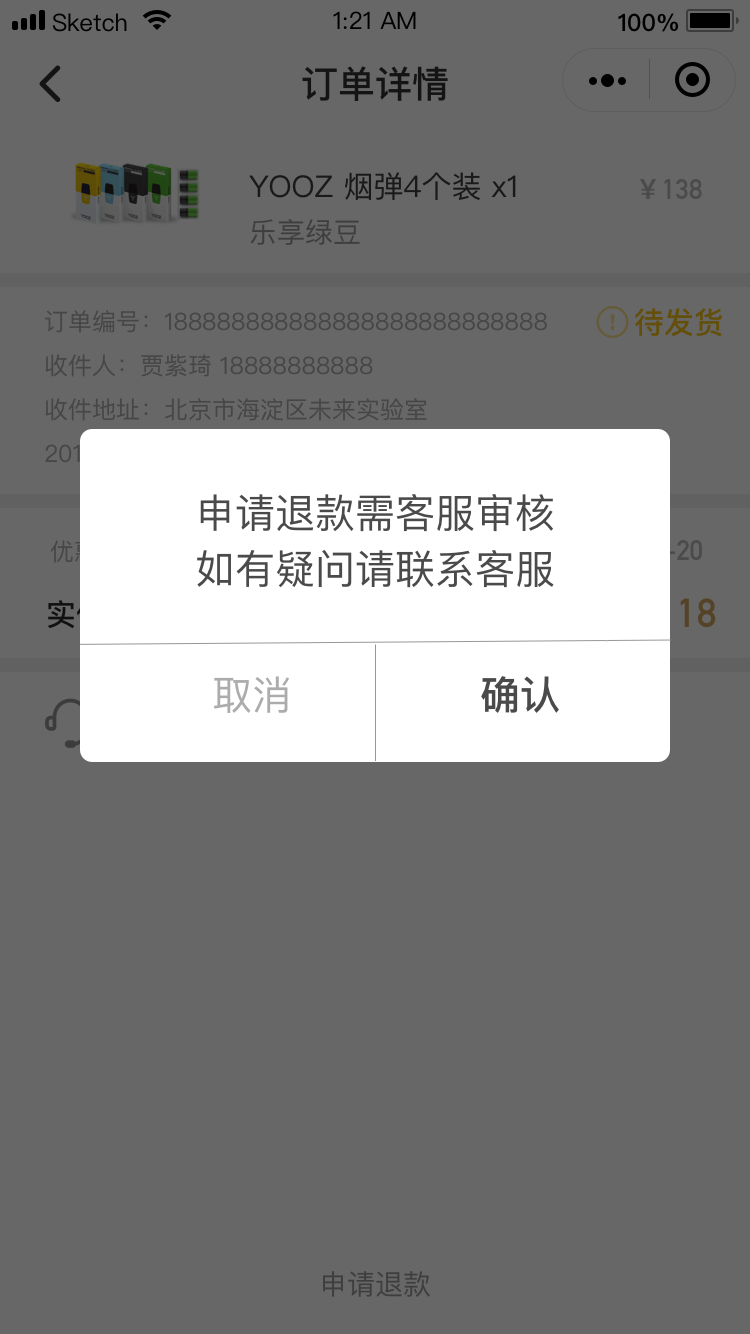 Sketch 1:21 AM 100%
订单详情
YOOZ 烟弹4个装 x1 ¥138
乐享绿豆
订单编号：1888888888888888888888888888 待发货
收件人：贾紫琦 18888888888
收件地址：北京市海淀区未来实验室
201
申请退款需客服审核
如有疑问请联系客服
优 -20
实 18
取消 确认
申请退款